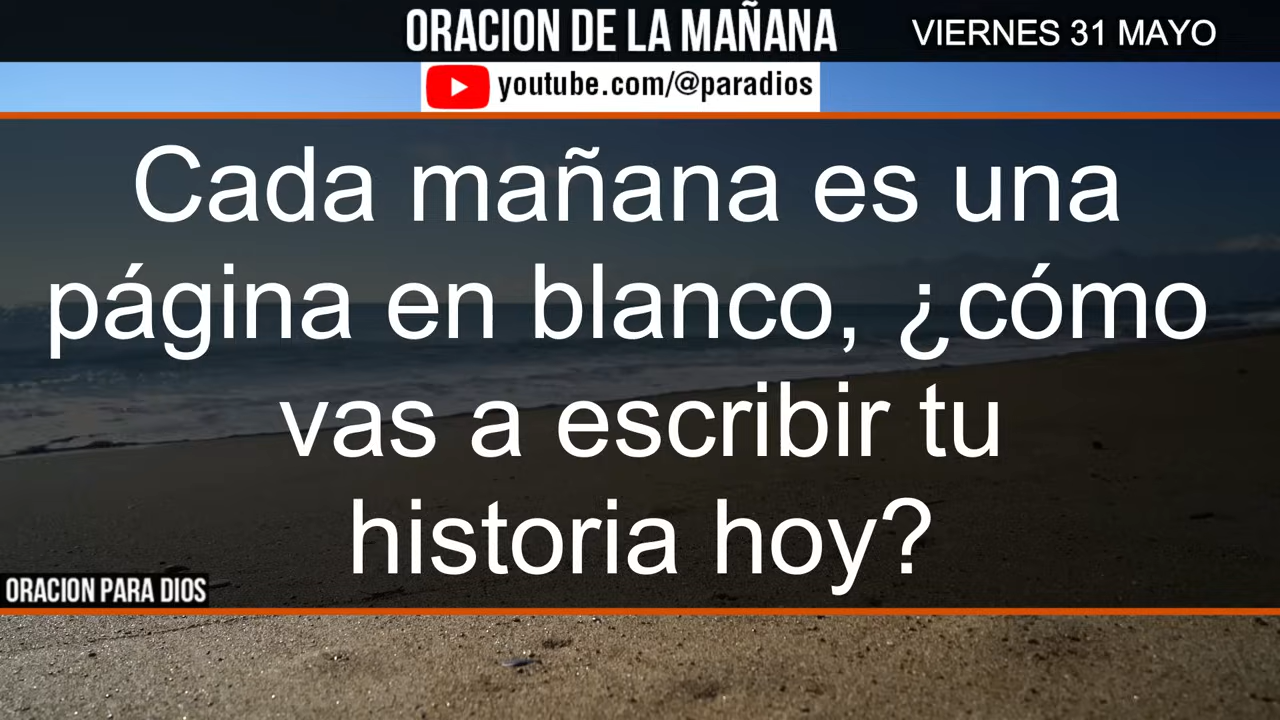 ORACION DE LA MAÑANA
VIERNES 31 MAYO
youtube.com/@paradios
Cada mañana es una
página en blanco, ¿cómo
vas a escribir tu
historia hoy?
ORACION PARA DIOS